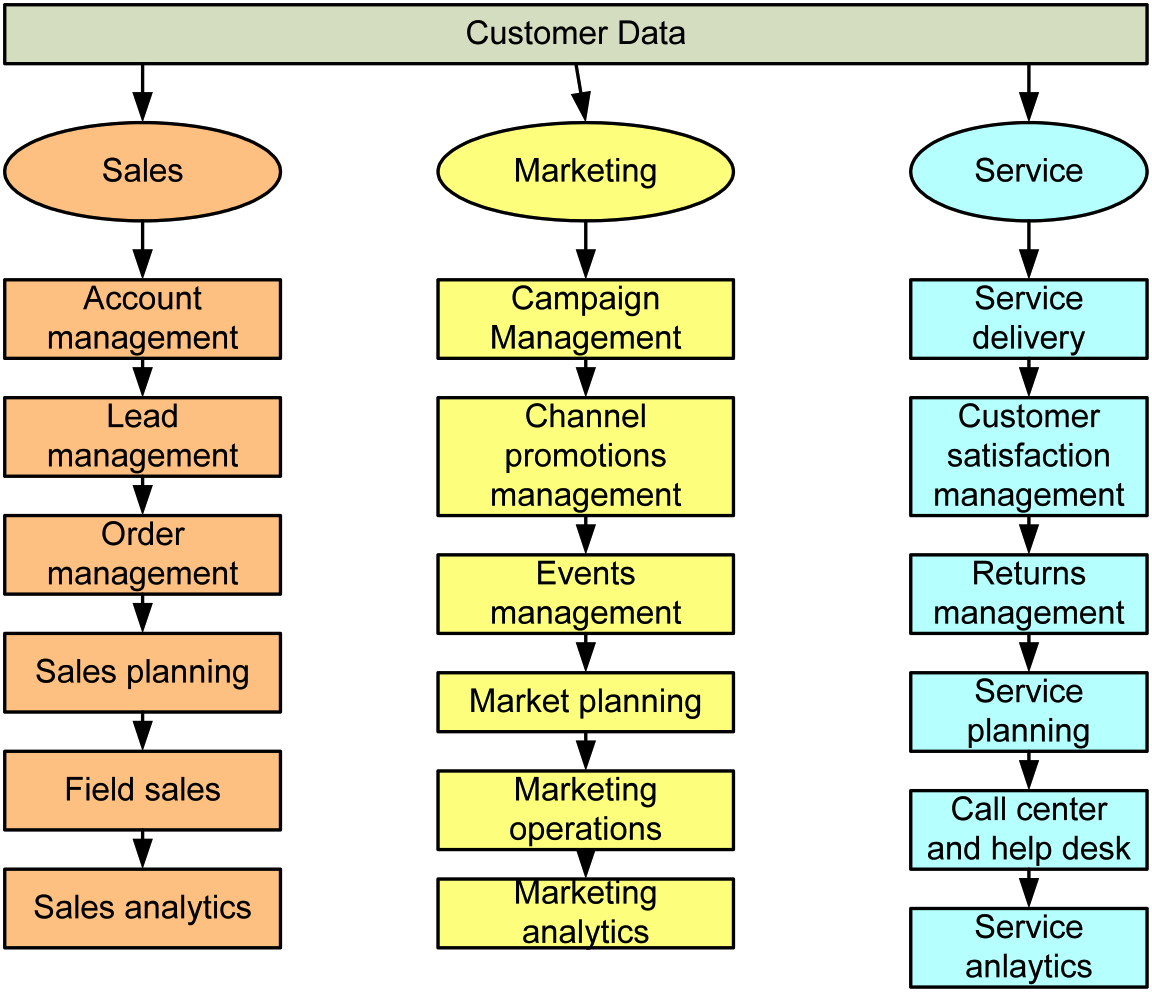 Customer Data
Sales
Account
management
Lead
management
Order
management
Sales planning
Field sales
Sales analytics
Marketing
Campaign
Management
Channel
promotions
management
Events
management
Market planning
Marketing
operations
Marketing
analytics
Service
Service
delivery
Customer
satisfaction
management
Returns
management
Service
planning
Call center
and help desk
Service
anlaytics